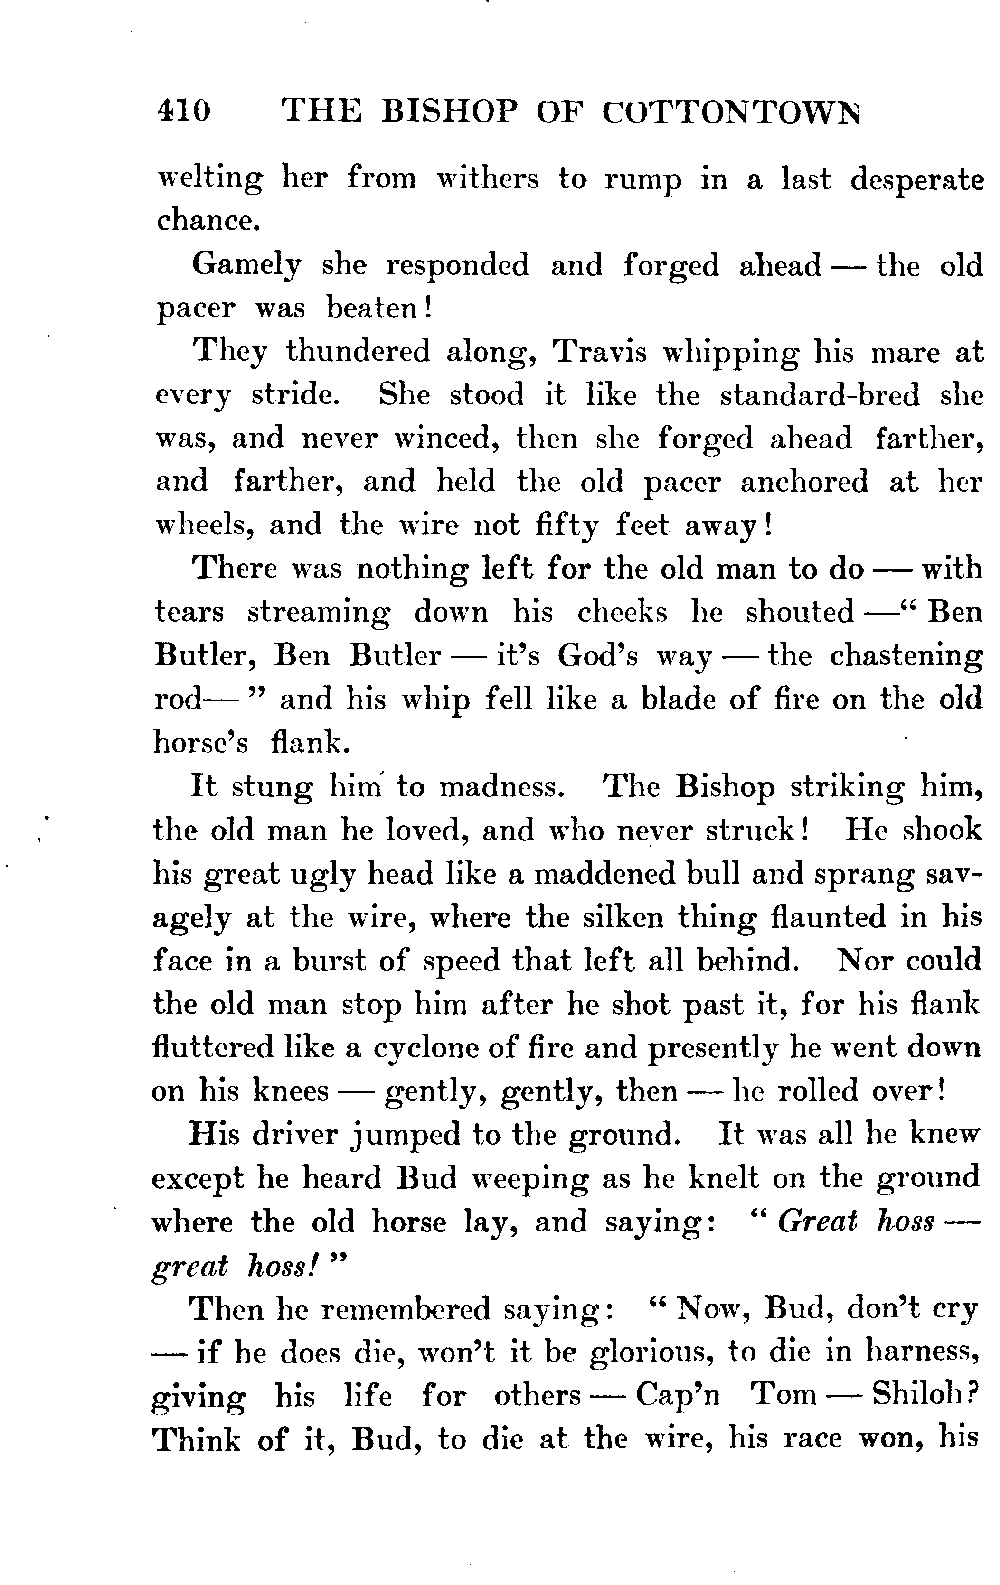 410 THE BISHOP OF COTTONTOWN
welting her from withers to rump in a last desperate
chance.
Gamely she responded and forged ahead — the old
pacer was beaten!
They thundered along, Travis whipping his mare at
every stride. She stood it like the standard-bred she
was, and never winced, then she forged ahead farther,
and farther, and held the old pacer anchored at her
wheels, and the wire not fifty feet away!
There was nothing left for the old man to do — with
tears streaming down his cheeks he shouted —“ Ben
Butler, Ben Butler — it’s God’s way — the chastening
rod— ” and his whip fell like a blade of fire on the old
horse’s flank.
It stung him to madness. The Bishop striking him,
the old man he loved, and who never struck! He shook
his great ugly head like a maddened bull and sprang sav-
agely at the wire, where the silken thing flaunted in his
face in a burst of speed that left all behind. Nor could
the old man stop him after he shot past it, for his flank
fluttered like a cyclone of fire and presently he went down
on his knees — gently, gently, then — he rolled over!
His driver jumped to the ground. It was all he knew
except he heard Bud weeping as he knelt on the ground
where the old horse lay, and saying: “ Great hoss —
great hoss! ”
Then he remembered saying: “ Now, Bud, don’t cry
— if he does die, won’t it be glorious, to die in harness,
giving his life for others — Cap’n Tom — Shiloh?
Think of it, Bud, to die at the wire, his race won, his